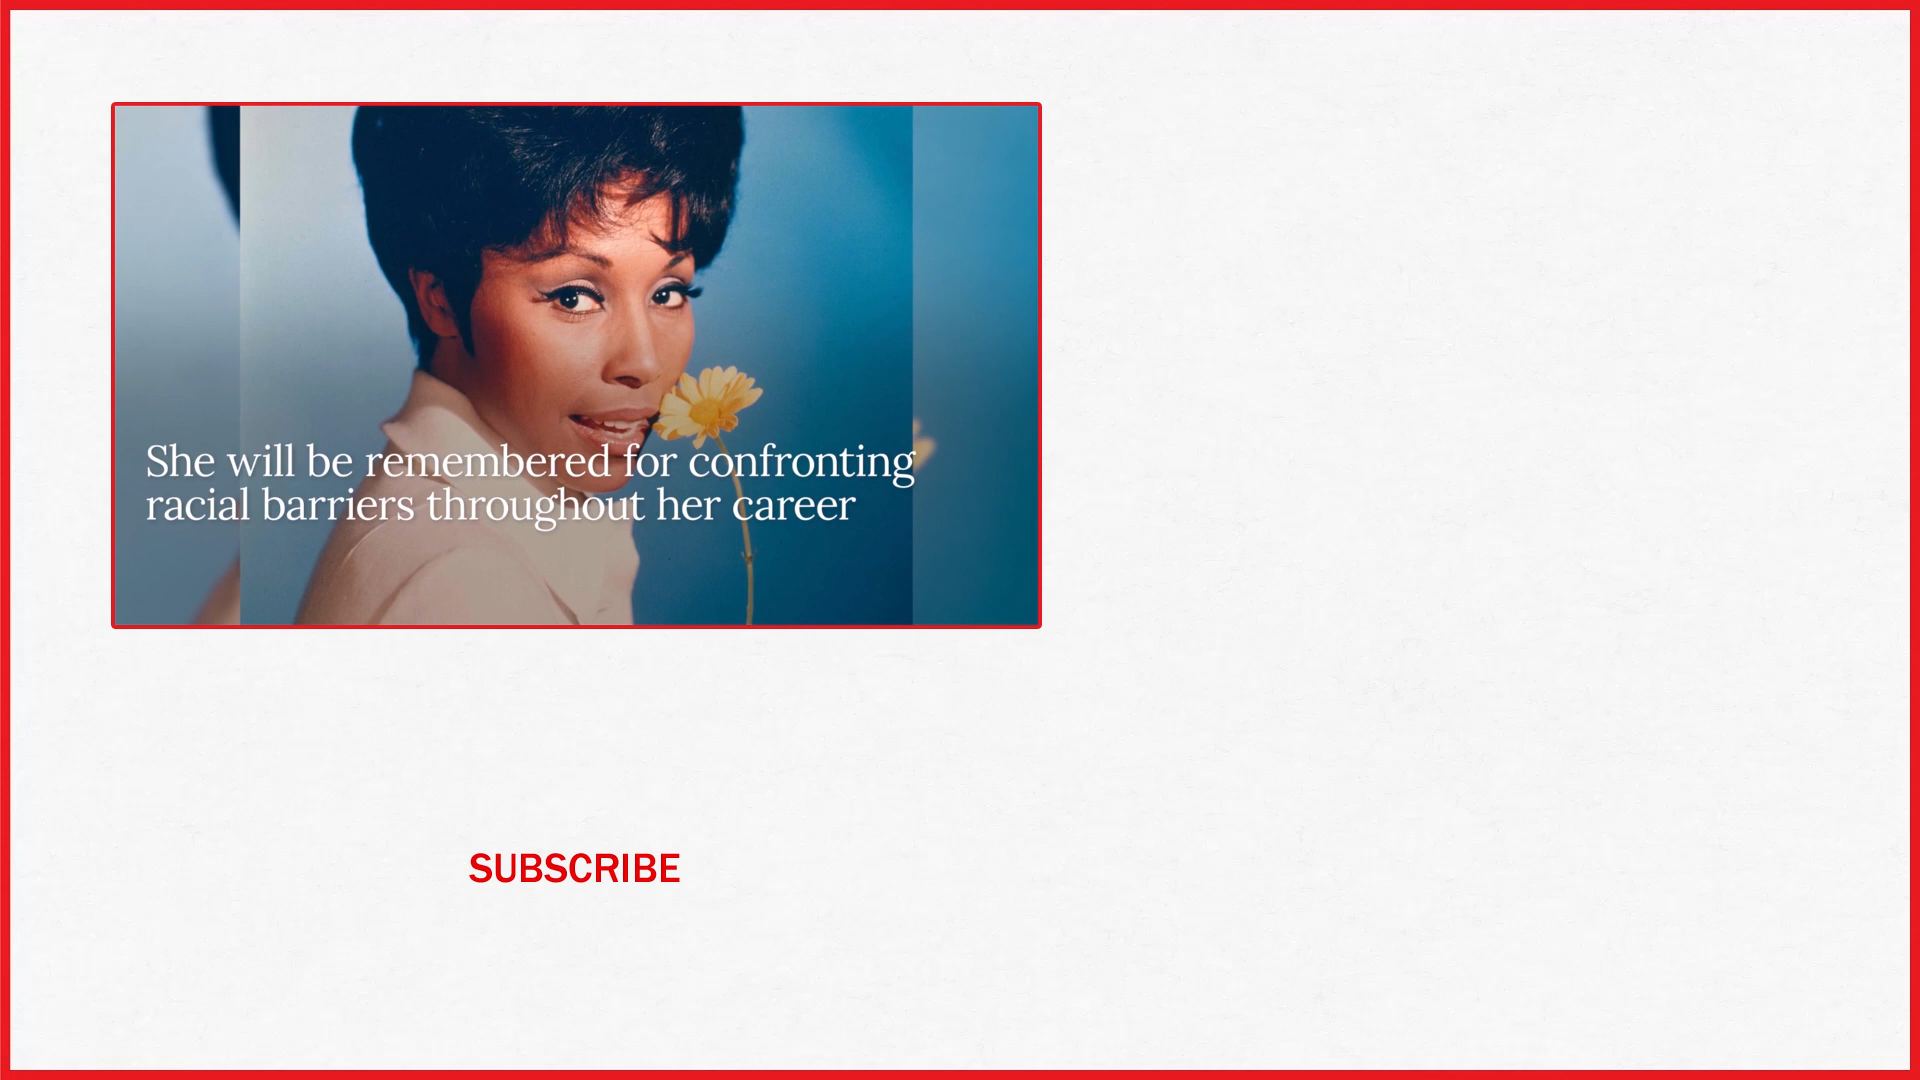 She will be remembered for confronting
racial barriers throughout her career
SUBSCRIBE